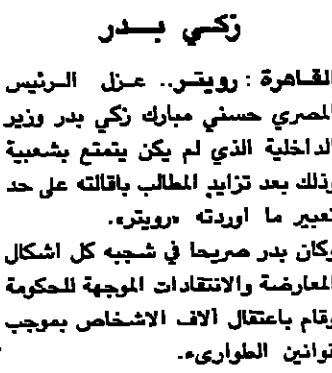 زكي بدر
القاهرة : رويتر.. عزل الرئيس
المصري حسني مبارك زكي بدر وزير
الداخلية الذي لم يكن يتمتع بشعبية
وذلك بعد تزايد المطالب باقالته على حد
تعبير ما اوردته «رويتر».
وكان بدر صريحا في شجبه كل اشكال
المعارضة والانتقادات الموجهة للحكومة
وقام باعتقال آلاف الاشخاص بموجب
قوانين الطوارىء.